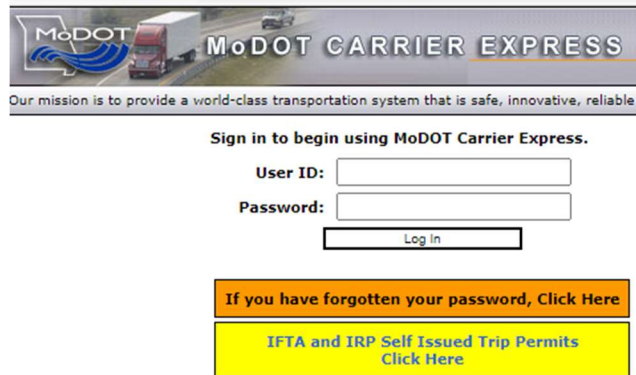 MoDOT
MoDOT CARRIER EXPRESS
Our mission is to provide a world-class transportation system that is safe, innovative, reliable
Sign in to begin using MoDOT Carrier Express.
User ID:
Password:
Log In
If you have forgotten your password, Click Here
IFTA and IRP Self Issued Trip Permits
Click Here